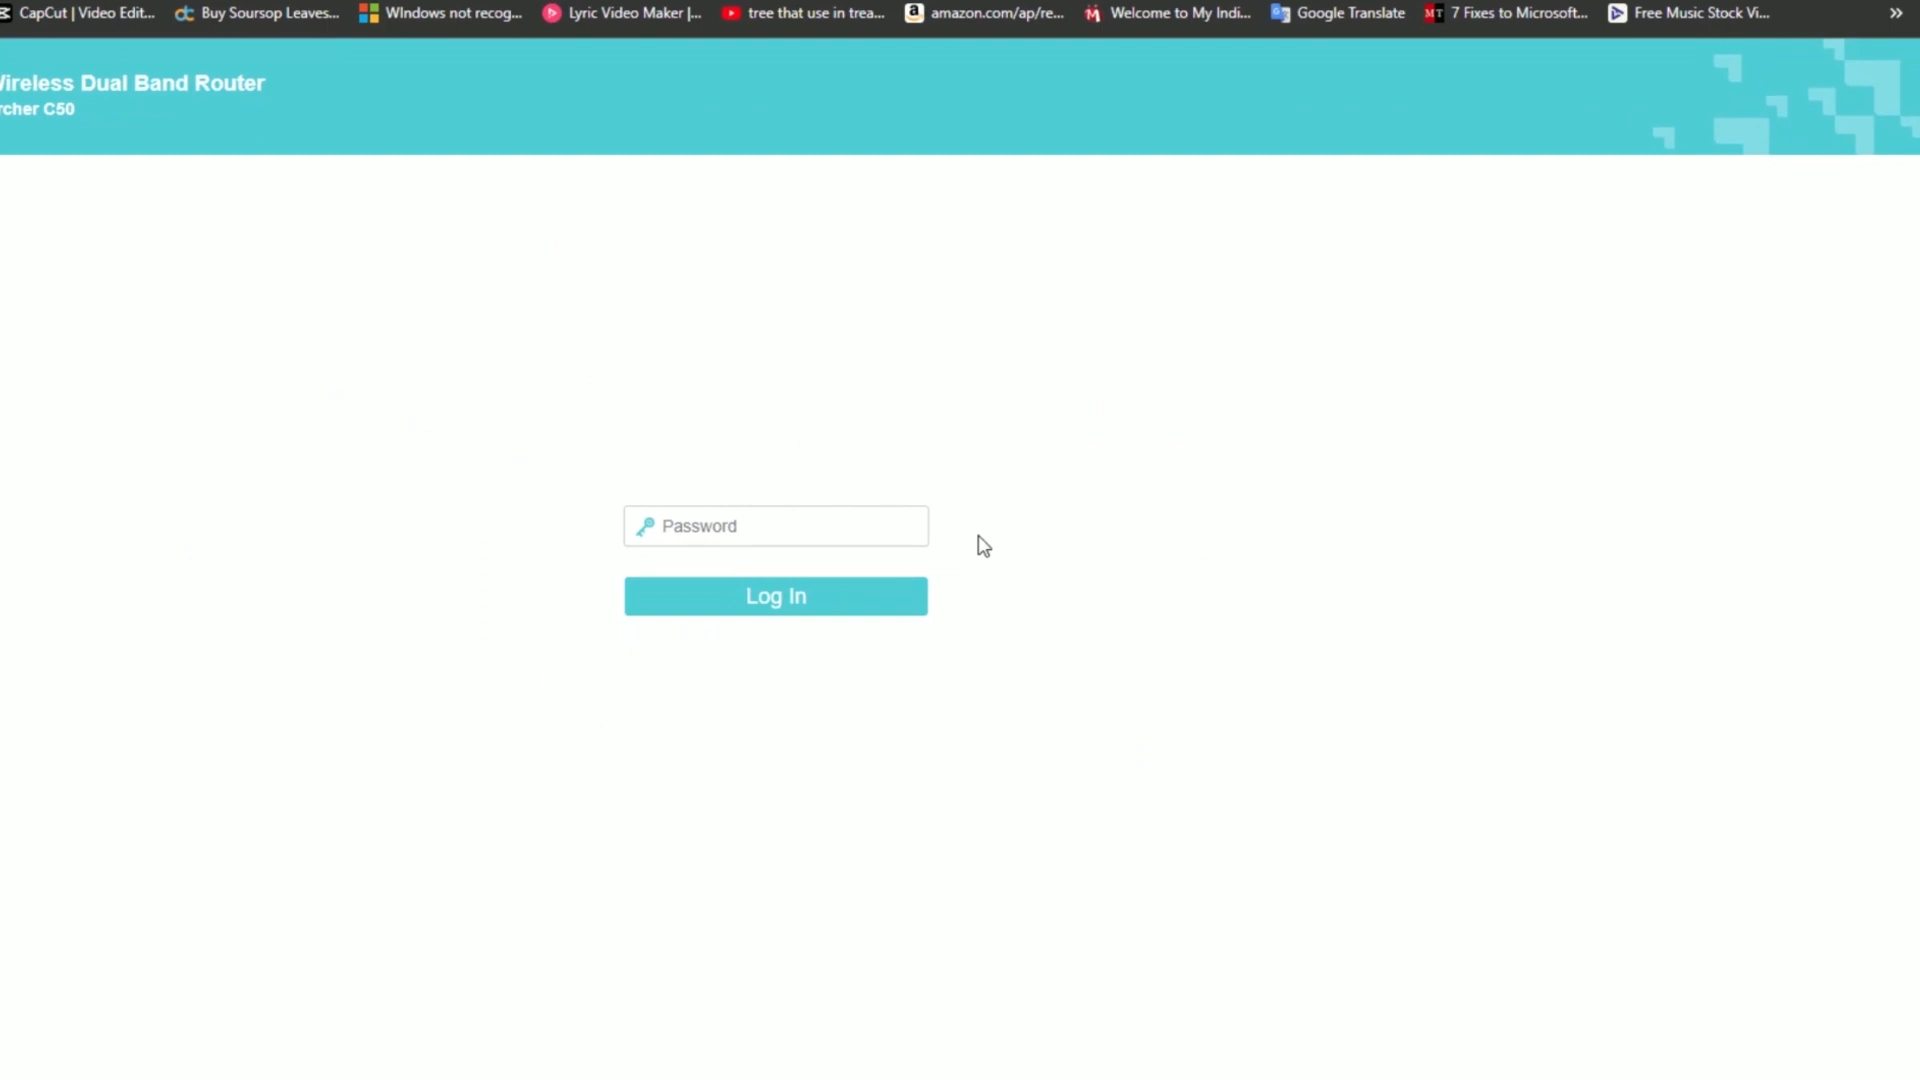 CapCut | Video Edit... Buy Soursop Leaves... WIndows not recog... Lyric Video Maker |... tree that use in trea... amazon.com/ap/re... Welcome to My Indi... Google Translate MT 7 Fixes to Microsoft... Free Music Stock Vi... »
Wireless Dual Band Router
rcher C50
Password
Log In